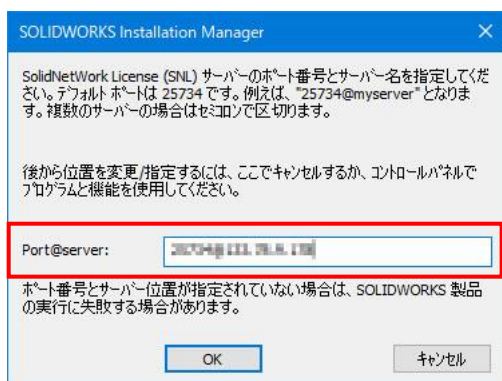 SOLIDWORKS Installation Manager
SolidNetWork License (SNL) サーバーのポート番号とサーバー名を指定してくだ
さい。デフォルト ポートは 25734 です。例えば、"25734@myserver" となりま
す。複数のサーバーの場合はセミコロンで区切ります。
後から位置を変更/指定するには、ここでキャンセルするか、コントロールパネルで
プログラムと機能を使用してください。
Port@server:
ポート番号とサーバー位置が指定されていない場合は、SOLIDWORKS 製品
の実行に失敗する場合があります。
OK
キャンセル